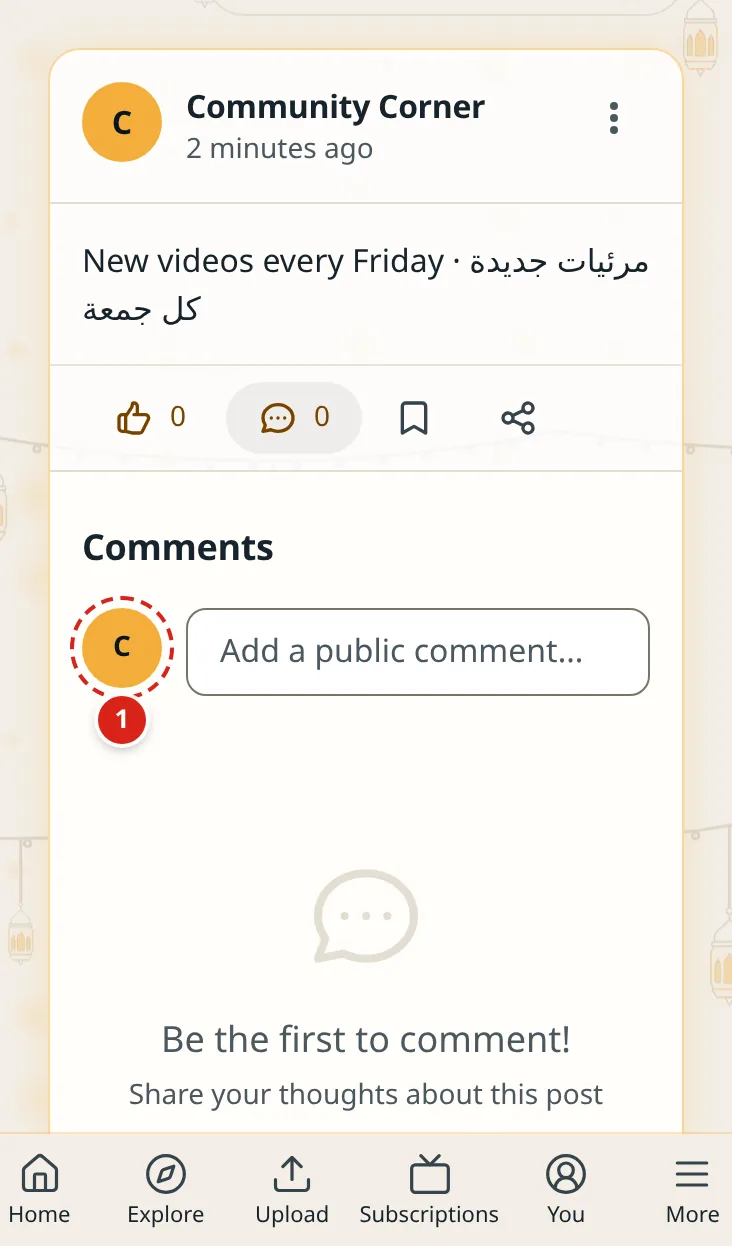 C
Community Corner
2 minutes ago
New videos every Friday · مرئيات جديدة
كل جمعة
0
0
Comments
C
Add a public comment...
1
Be the first to comment!
Share your thoughts about this post
Home
Explore
Upload
Subscriptions
You
More